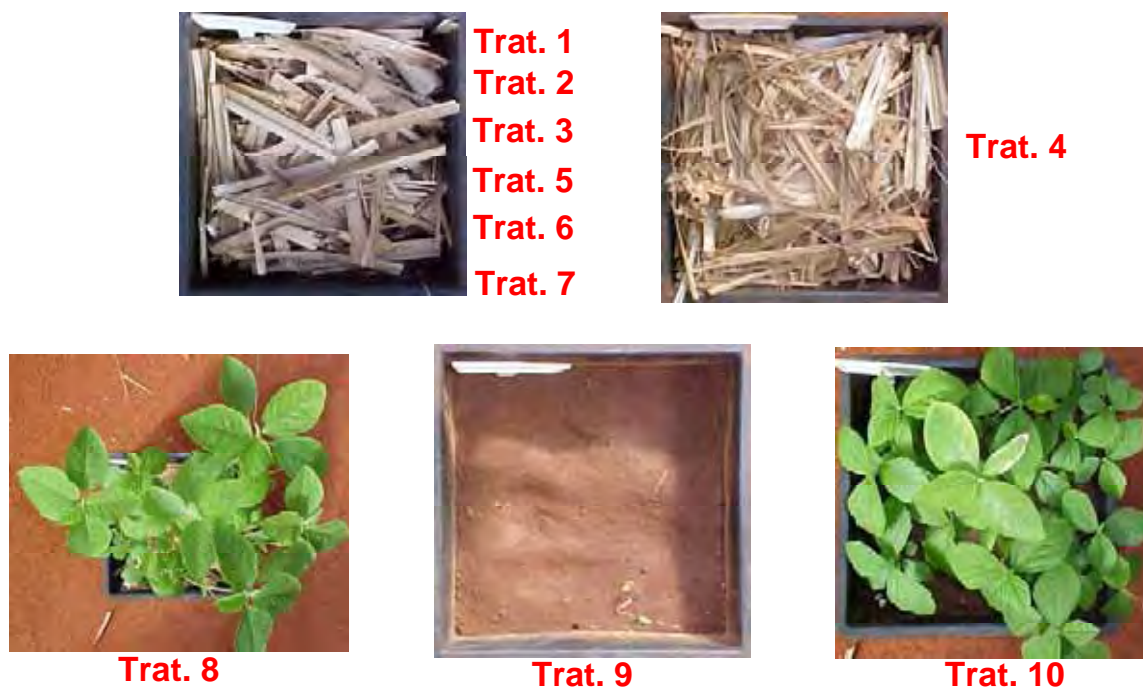 Trat. 1
Trat. 2
Trat. 3
Trat. 5
Trat. 6
Trat. 7
Trat. 4
Trat. 8
Trat. 9
Trat. 10